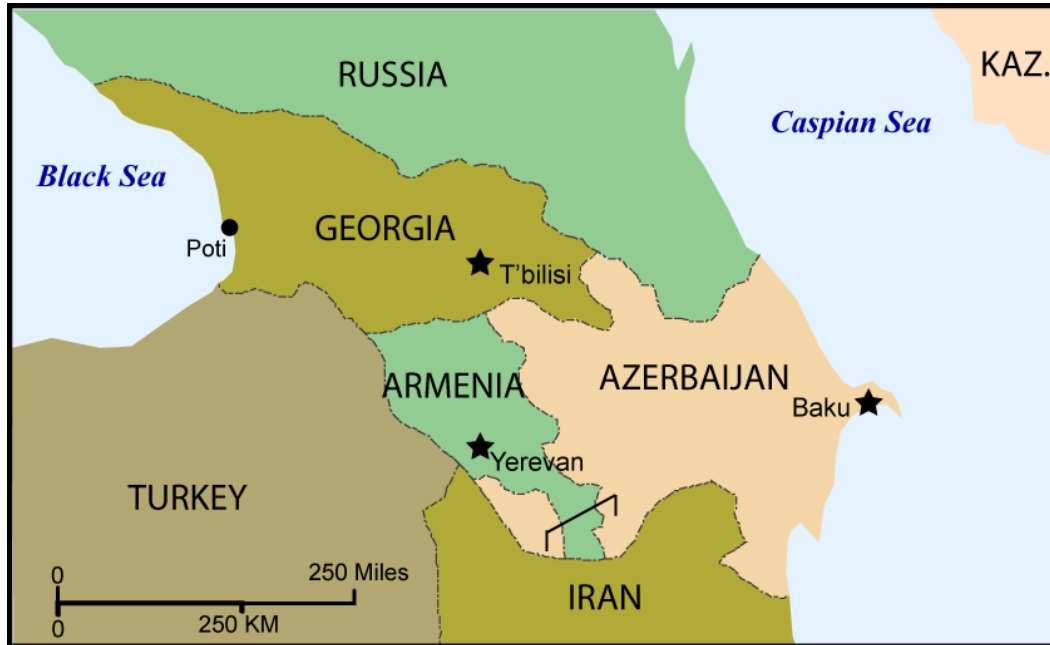 RUSSIA
KAZ.
Caspian Sea
Black Sea
GEORGIA
Poti
T’bilisi
ARMENIA
AZERBAIJAN
Baku
Yerevan
TURKEY
IRAN
0
250 Miles
0
250 KM